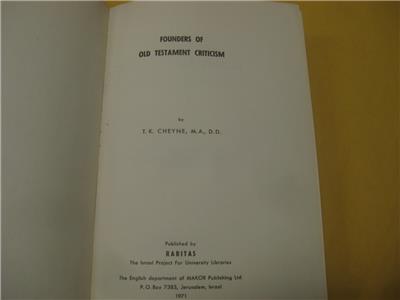 FOUNDERS OF
OLD TESTAMENT CRITICISM
by
T. K. CHEYNE, M.A., D.D.
Published by
RARITAS
The Israel Project For University Libraries
The English department of MAKOR Publishing Ltd.
P.O.Box 7385, Jerusalem, Israel
1971